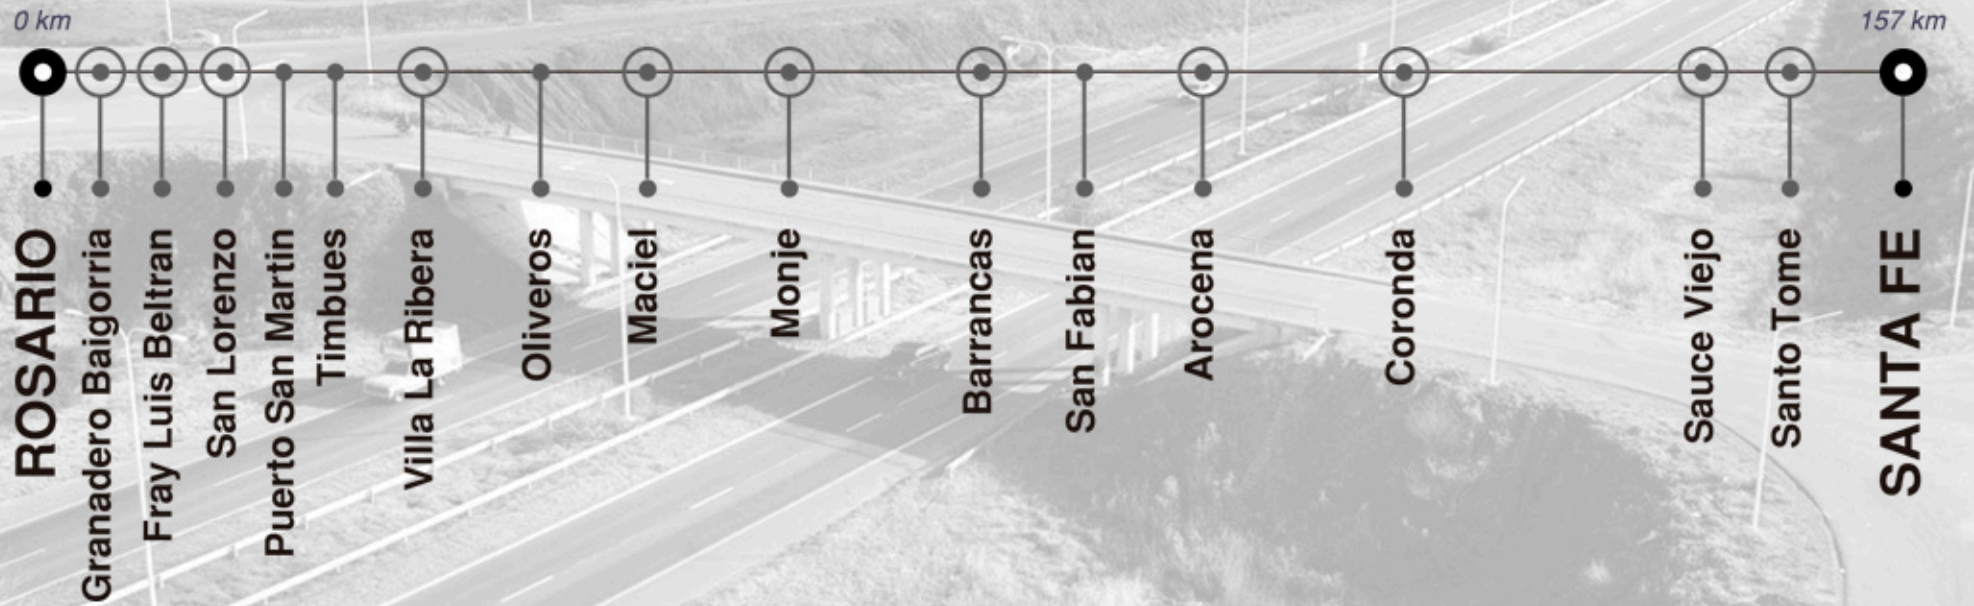 0 km
157 km
ROSARIO
Granadero Baigorria
Fray Luis Beltran
San Lorenzo
Puerto San Martin
Timbues
Villa La Ribera
Oliveros
Maciel
Monje
Barrancas
San Fabian
Arocena
Coronda
Sauce Viejo
Santo Tome
SANTA FE